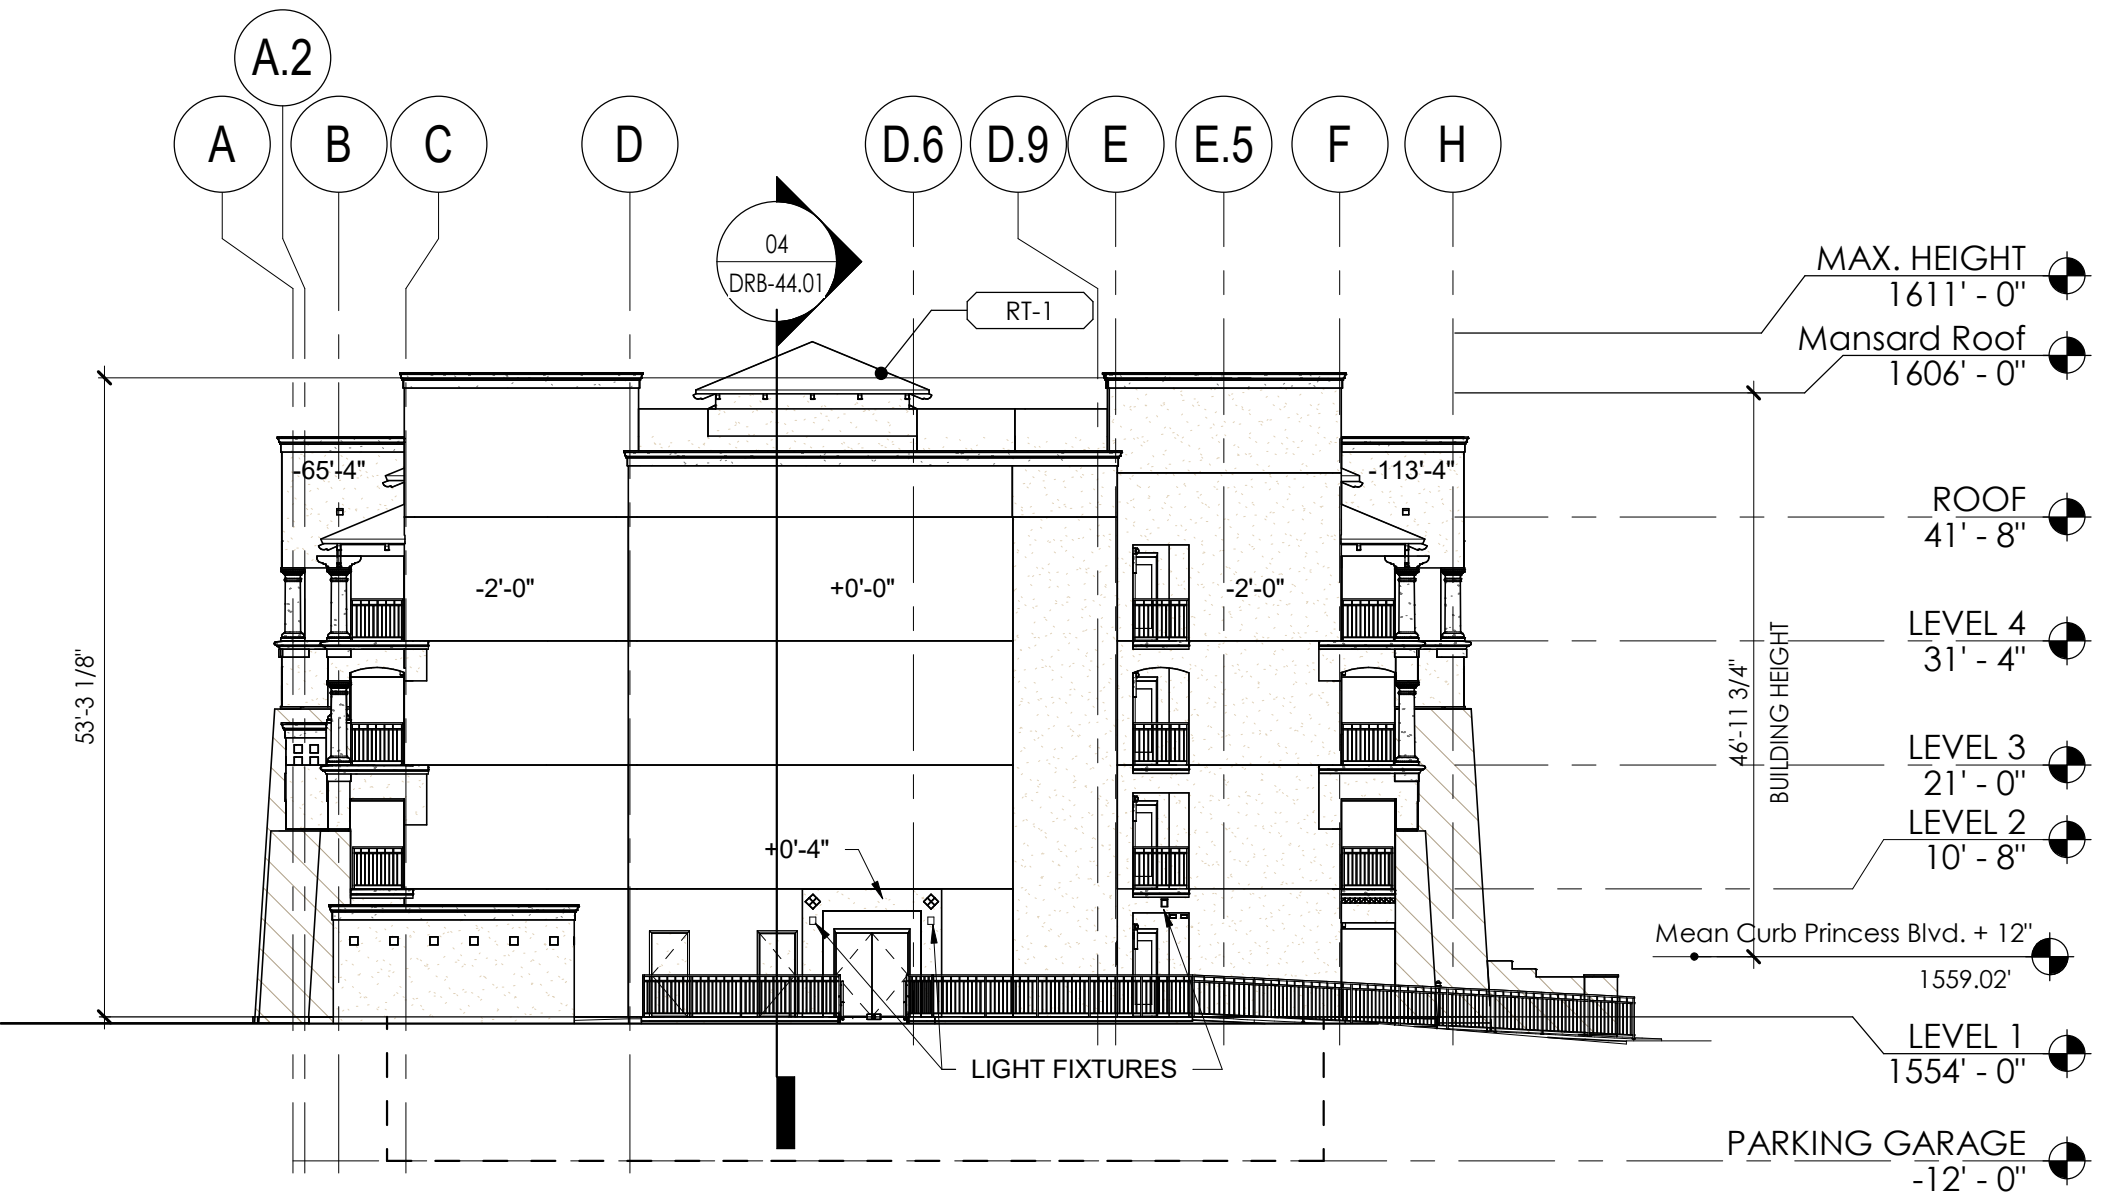 A.2
A
B
C
D
D.6
D.9
E
E.5
F
H
04
DRB-44.01
RT-1
MAX. HEIGHT
1611' - 0"
Mansard Roof
1606' - 0"
-65'-4"
-113'-4"
ROOF
41' - 8"
-2'-0"
+0'-0"
-2'-0"
LEVEL 4
31' - 4"
53'-3 1/8"
46'-11 3/4"
BUILDING HEIGHT
LEVEL 3
21' - 0"
LEVEL 2
10' - 8"
+0'-4"
Mean Curb Princess Blvd. + 12"
1559.02'
LEVEL 1
1554' - 0"
LIGHT FIXTURES
PARKING GARAGE
-12' - 0"